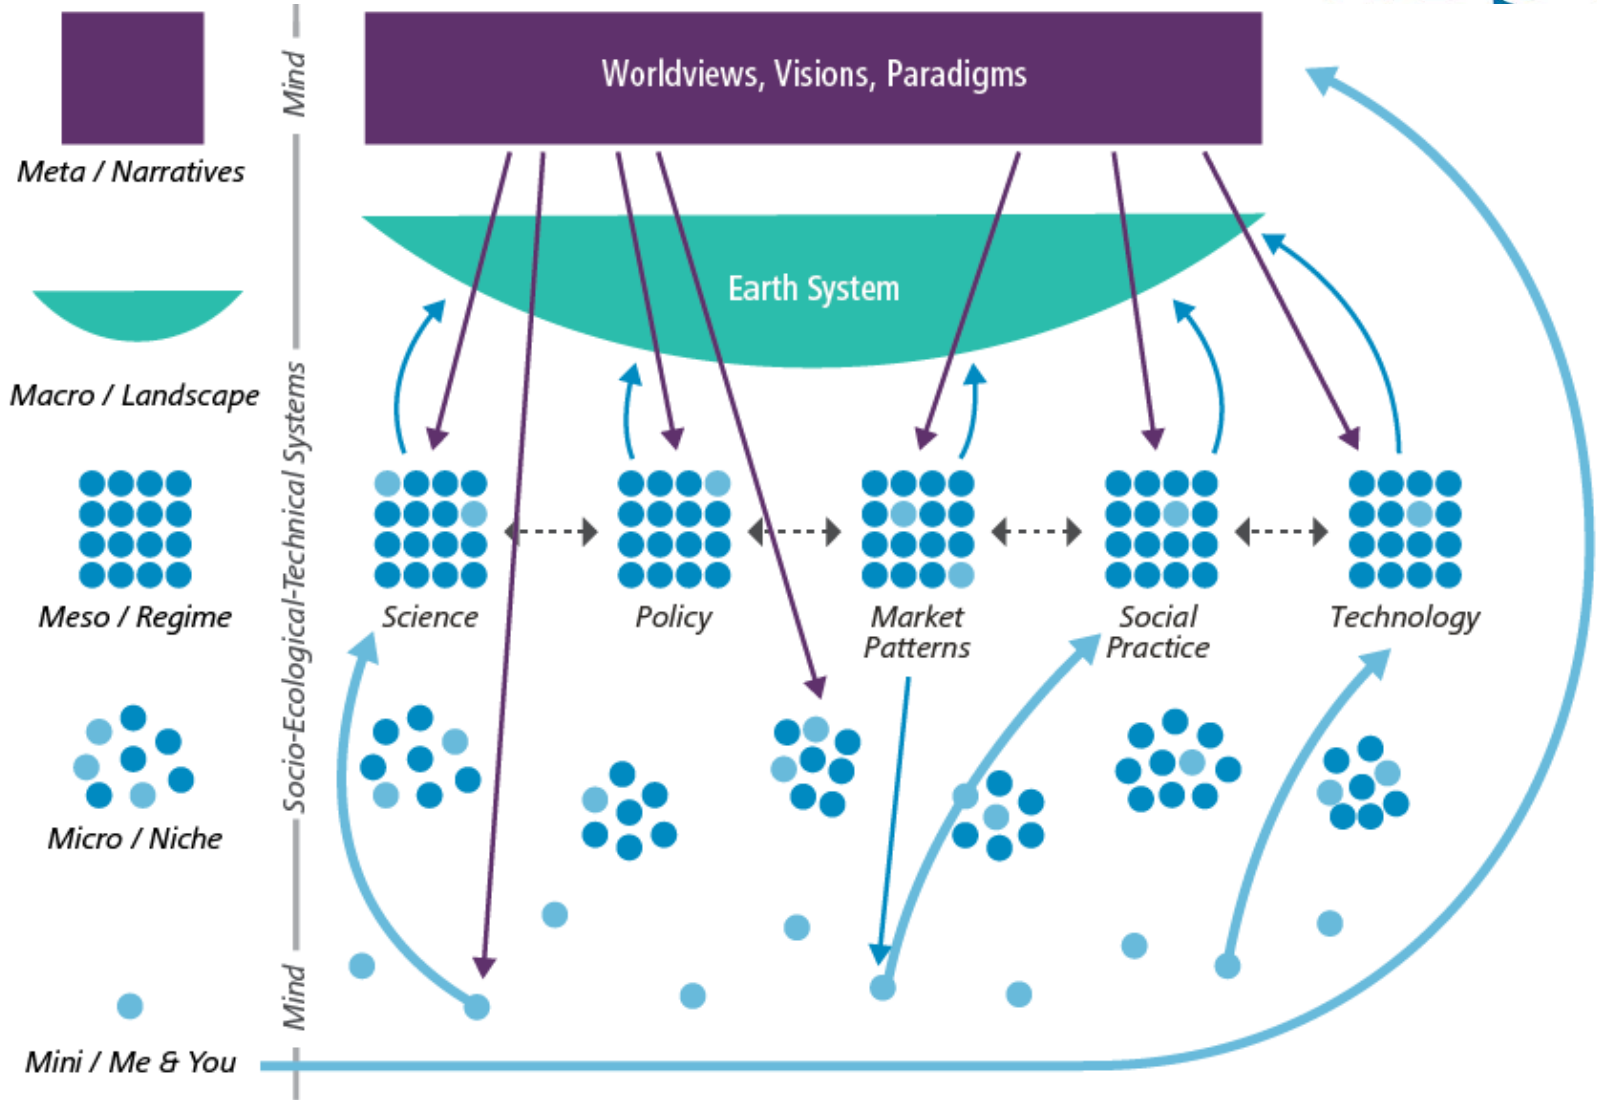 Mind
Worldviews, Visions, Paradigms
Meta / Narratives
Earth System
Macro / Landscape
Socio-Ecological-Technical Systems
Meso / Regime
Science
Policy
Market
Patterns
Social
Practice
Technology
Micro / Niche
Mind
Mini / Me & You